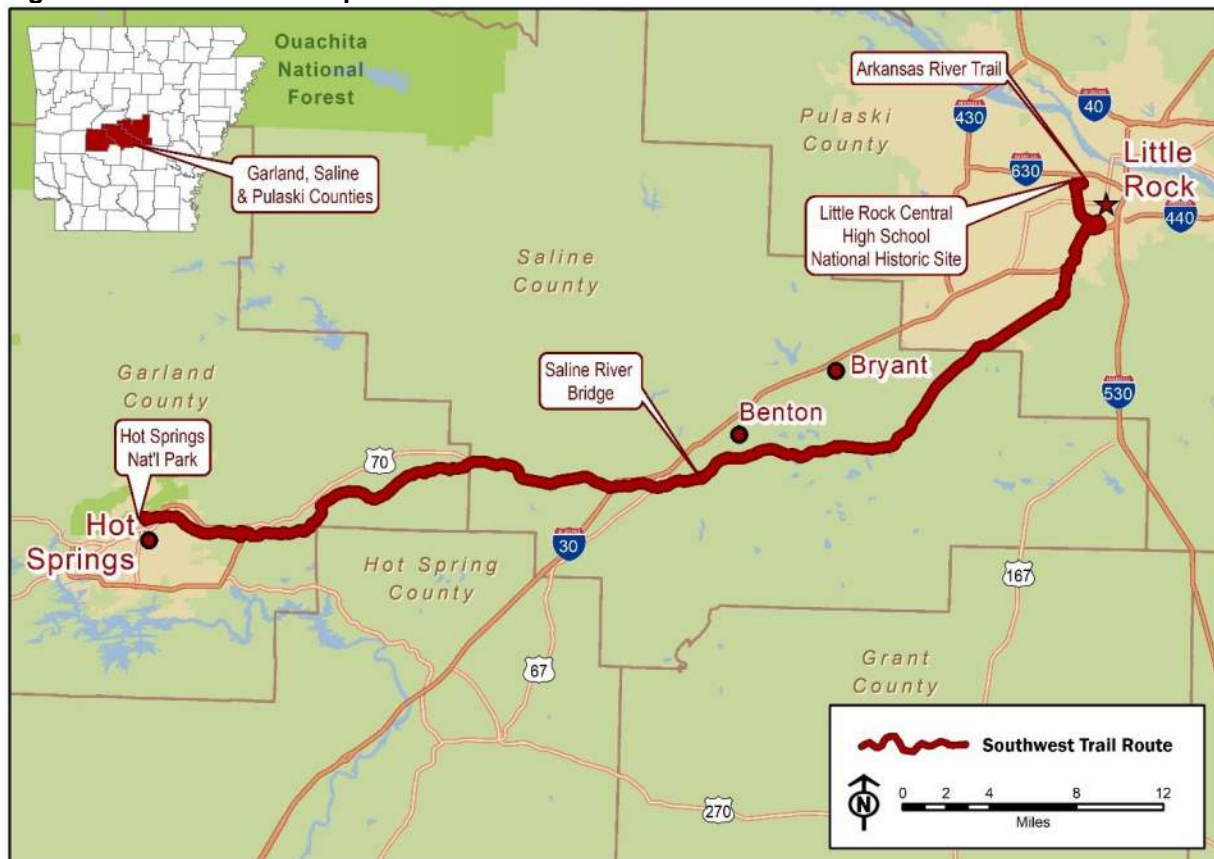 Ouachita
National
Forest
Garland, Saline
& Pulaski Counties
Arkansas River Trail
Pulaski
County
430
40
630
Little
Rock
440
Little Rock Central
High School
National Historic Site
Saline
County
Garland
County
Hot Springs
Nat'l Park
Saline River
Bridge
Bryant
Benton
530
70
Hot
Springs
30
Hot Spring
County
167
67
Grant
County
270
Southwest Trail Route
N
0 2 4 8 12
Miles